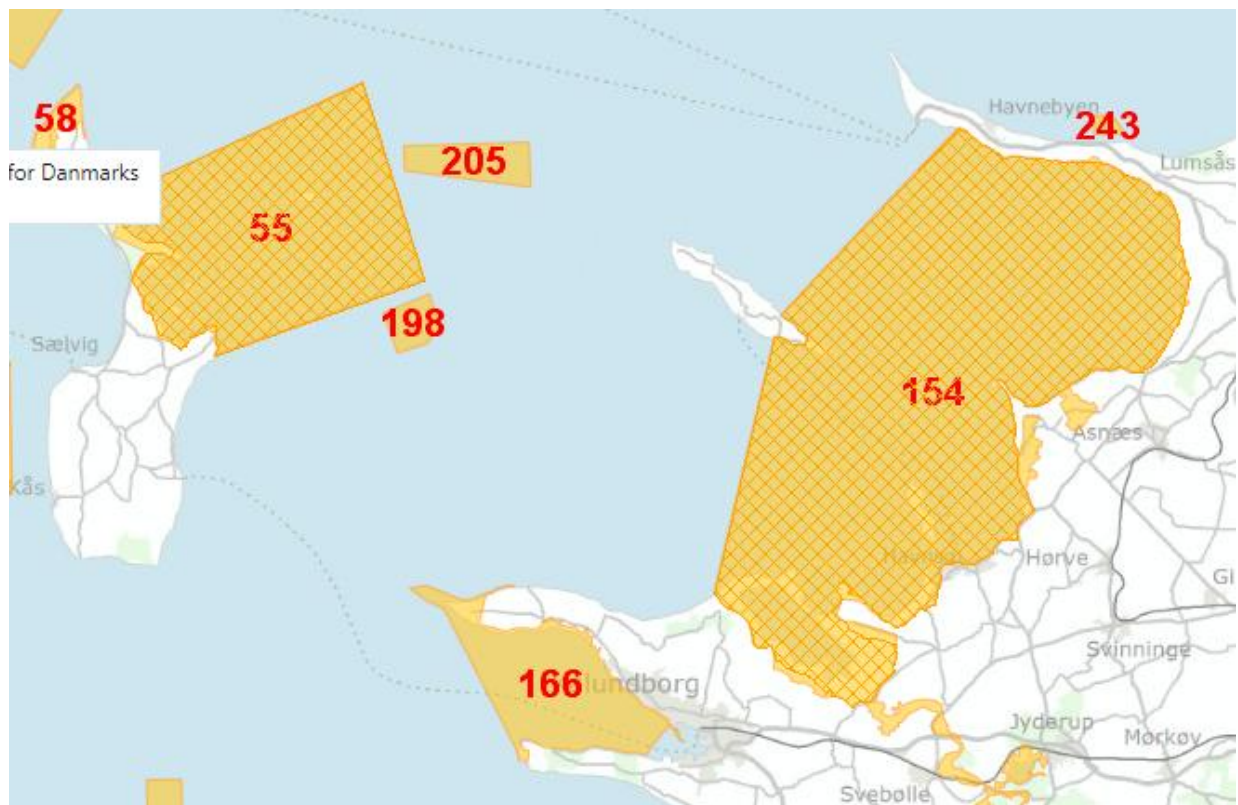 58
Havnebyen
243
205
Lumsås
for Danmarks
55
198
Sælvig
154
Asnæs
Kås
Hørve
Svinninge
166
lundborg
Jyderup
Mørkøv
Svebølle